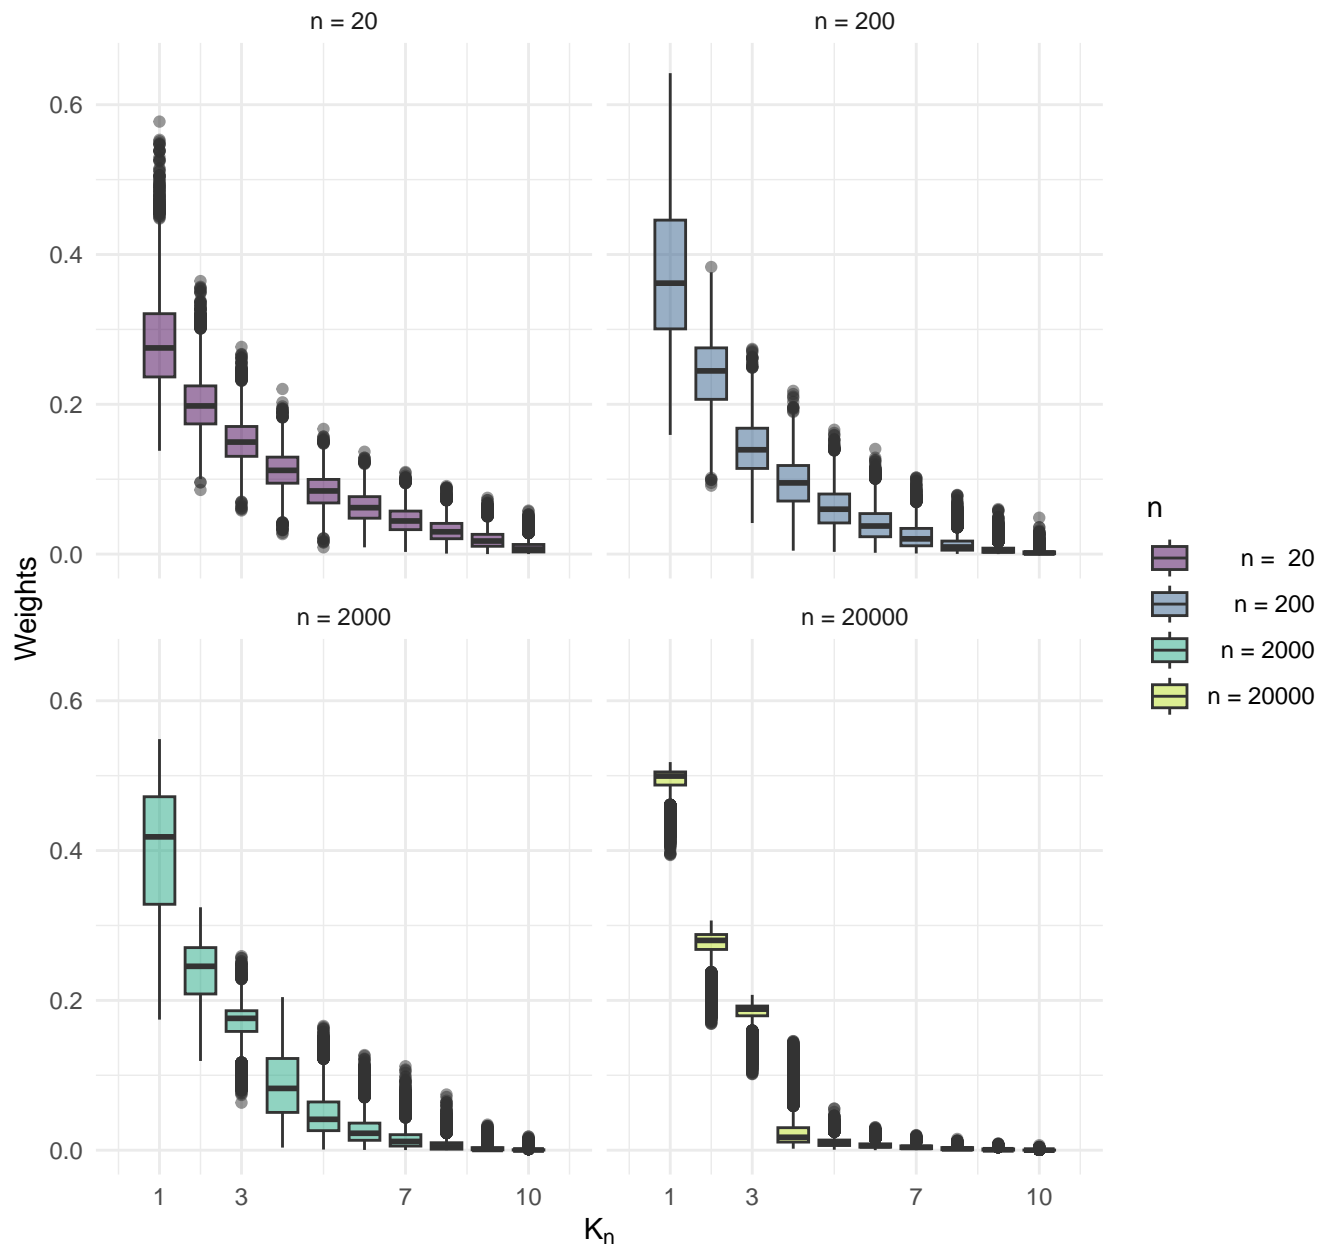 n = 20
n = 200
0.6
0.4
0.2
0.0
n = 2000
n = 20000
0.6
0.4
0.2
0.0
1 3 7 10
1 3 7 10
Weights
Kₙ
n
n = 20
n = 200
n = 2000
n = 20000